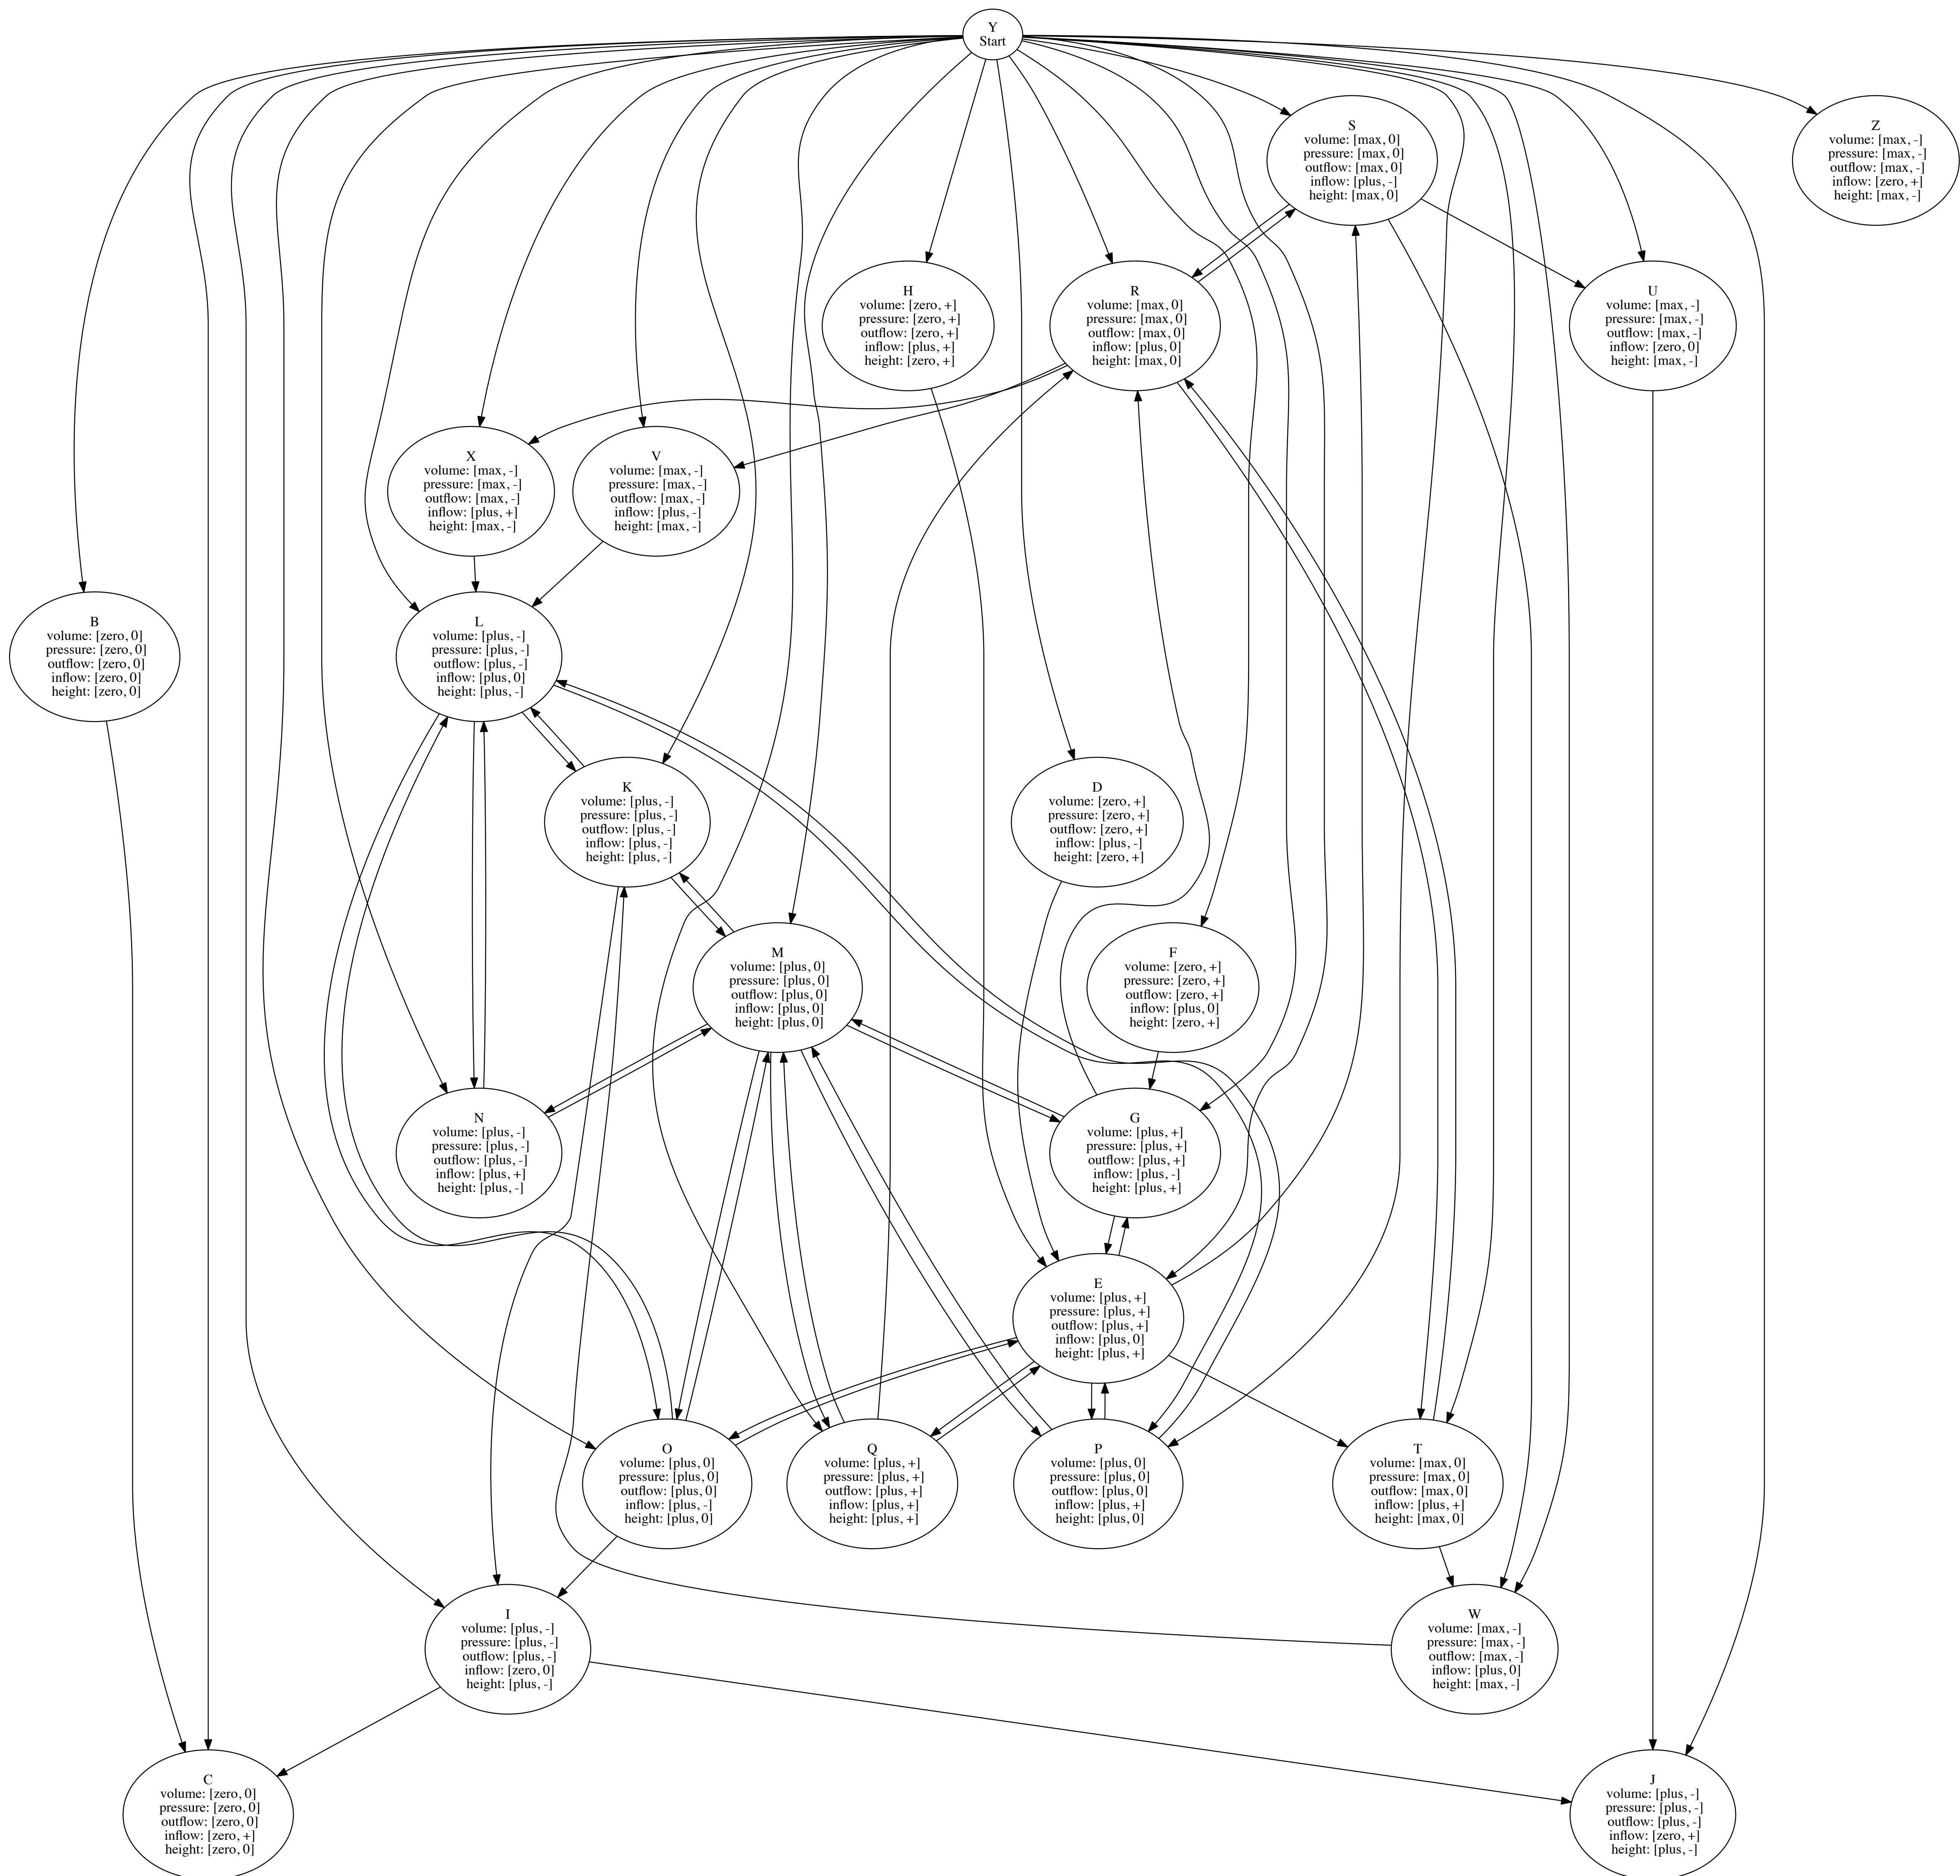 Y
Start
S
volume: [max, 0]
pressure: [max, 0]
outflow: [max, 0]
inflow: [plus, -]
height: [max, 0]
Z
volume: [max, -]
pressure: [max, -]
outflow: [max, -]
inflow: [zero, +]
height: [max, -]
H
volume: [zero, +]
pressure: [zero, +]
outflow: [zero, +]
inflow: [plus, +]
height: [zero, +]
R
volume: [max, 0]
pressure: [max, 0]
outflow: [max, 0]
inflow: [plus, 0]
height: [max, 0]
U
volume: [max, -]
pressure: [max, -]
outflow: [max, -]
inflow: [zero, 0]
height: [max, -]
X
volume: [max, -]
pressure: [max, -]
outflow: [max, -]
inflow: [plus, +]
height: [max, -]
V
volume: [max, -]
pressure: [max, -]
outflow: [max, -]
inflow: [plus, -]
height: [max, -]
B
volume: [zero, 0]
pressure: [zero, 0]
outflow: [zero, 0]
inflow: [zero, 0]
height: [zero, 0]
L
volume: [plus, -]
pressure: [plus, -]
outflow: [plus, -]
inflow: [plus, 0]
height: [plus, -]
K
volume: [plus, -]
pressure: [plus, -]
outflow: [plus, -]
inflow: [plus, -]
height: [plus, -]
D
volume: [zero, +]
pressure: [zero, +]
outflow: [zero, +]
inflow: [plus, -]
height: [zero, +]
M
volume: [plus, 0]
pressure: [plus, 0]
outflow: [plus, 0]
inflow: [plus, 0]
height: [plus, 0]
F
volume: [zero, +]
pressure: [zero, +]
outflow: [zero, +]
inflow: [plus, 0]
height: [zero, +]
N
volume: [plus, -]
pressure: [plus, -]
outflow: [plus, -]
inflow: [plus, +]
height: [plus, -]
G
volume: [plus, +]
pressure: [plus, +]
outflow: [plus, +]
inflow: [plus, -]
height: [plus, +]
E
volume: [plus, +]
pressure: [plus, +]
outflow: [plus, +]
inflow: [plus, 0]
height: [plus, +]
O
volume: [plus, 0]
pressure: [plus, 0]
outflow: [plus, 0]
inflow: [plus, -]
height: [plus, 0]
Q
volume: [plus, +]
pressure: [plus, +]
outflow: [plus, +]
inflow: [plus, +]
height: [plus, +]
P
volume: [plus, 0]
pressure: [plus, 0]
outflow: [plus, 0]
inflow: [plus, +]
height: [plus, 0]
T
volume: [max, 0]
pressure: [max, 0]
outflow: [max, 0]
inflow: [plus, +]
height: [max, 0]
I
volume: [plus, -]
pressure: [plus, -]
outflow: [plus, -]
inflow: [zero, 0]
height: [plus, -]
W
volume: [max, -]
pressure: [max, -]
outflow: [max, -]
inflow: [plus, 0]
height: [max, -]
C
volume: [zero, 0]
pressure: [zero, 0]
outflow: [zero, 0]
inflow: [zero, +]
height: [zero, 0]
J
volume: [plus, -]
pressure: [plus, -]
outflow: [plus, -]
inflow: [zero, +]
height: [plus, -]